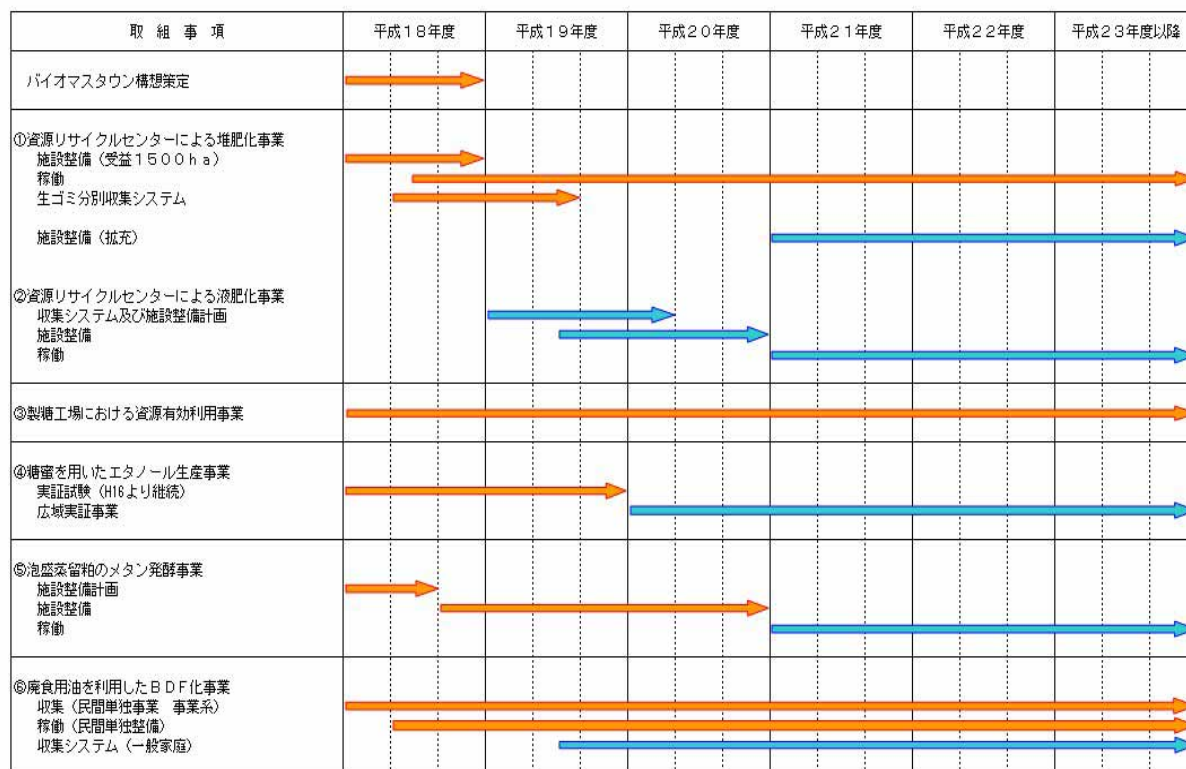 取 組 事 項 平成１８年度 平成１９年度 平成２０年度 平成２１年度 平成２２年度 平成２３年度以降
バイオマスタウン構想策定
①資源リサイクルセンターによる堆肥化事業
施設整備（受益１５００ｈａ）
稼働
生ゴミ分別収集システム
施設整備（拡充）
②資源リサイクルセンターによる液肥化事業
収集システム及び施設整備計画
施設整備
稼働
③製糖工場における資源有効利用事業
④糖蜜を用いたエタノール生産事業
実証試験（H16より継続）
広域実証事業
⑤泡盛蒸留粕のメタン発酵事業
施設整備計画
施設整備
稼働
⑥廃食用油を利用したＢＤＦ化事業
収集（民間単独事業　事業系）
稼働（民間単独整備）
収集システム（一般家庭）